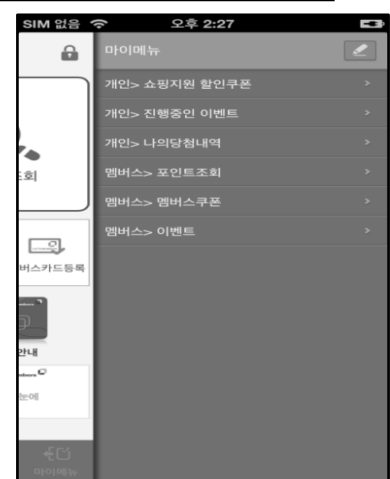 SIM 없음 오후 2:27
마이메뉴
개인> 쇼핑지원 할인쿠폰 >
개인> 진행중인 이벤트 >
개인> 나의당첨내역 >
멤버스> 포인트조회 >
멤버스> 멤버스쿠폰 >
멤버스> 이벤트 >
조회
버스카드등록
안내
눈에
마이메뉴